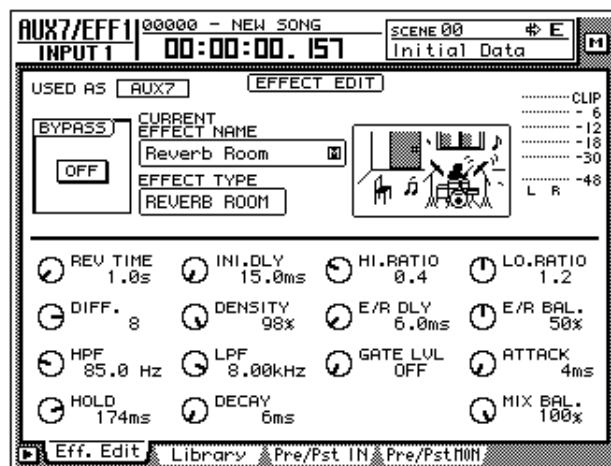 AUX7/EFF1 00000 - NEW SONG SCENE 00 E M
INPUT 1 00:00:00. 157 Initial Data
USED AS AUX7 EFFECT EDIT
CLIP
- 6
-12
-18
-30
-48
L R
BYPASS
OFF
CURRENT
EFFECT NAME
Reverb Room M
EFFECT TYPE
REVERB ROOM
REV TIME INI.DLY HI.RATIO LO.RATIO
1.0s 15.0ms 0.4 1.2
DIFF. DENSITY E/R DLY E/R BAL.
8 98% 6.0ms 50%
HPF LPF GATE LVL ATTACK
85.0 Hz 8.00kHz OFF 4ms
HOLD DECAY MIX BAL.
174ms 6ms 100%
Eff. Edit Library Pre/Pst IN Pre/Pst MON